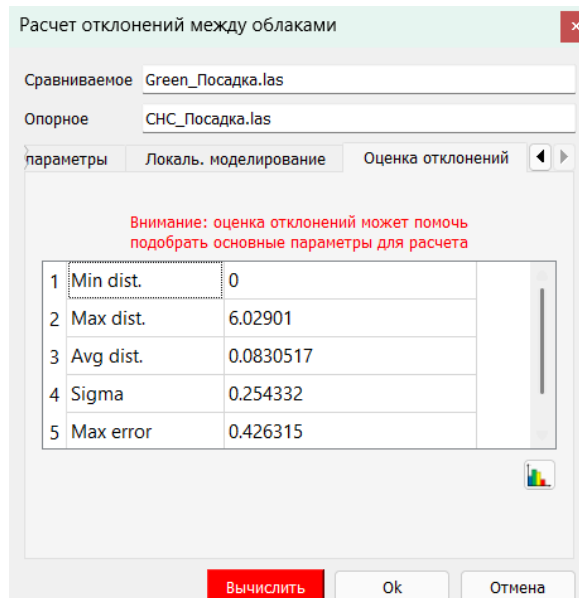 Расчет отклонений между облаками
Сравниваемое Green_Посадка.las
Опорное СНС_Посадка.las
параметры Локаль. моделирование Оценка отклонений
Внимание: оценка отклонений может помочь
подобрать основные параметры для расчета
1 Min dist. 0
2 Max dist. 6.02901
3 Avg dist. 0.0830517
4 Sigma 0.254332
5 Max error 0.426315
Вычислить Ok Отмена